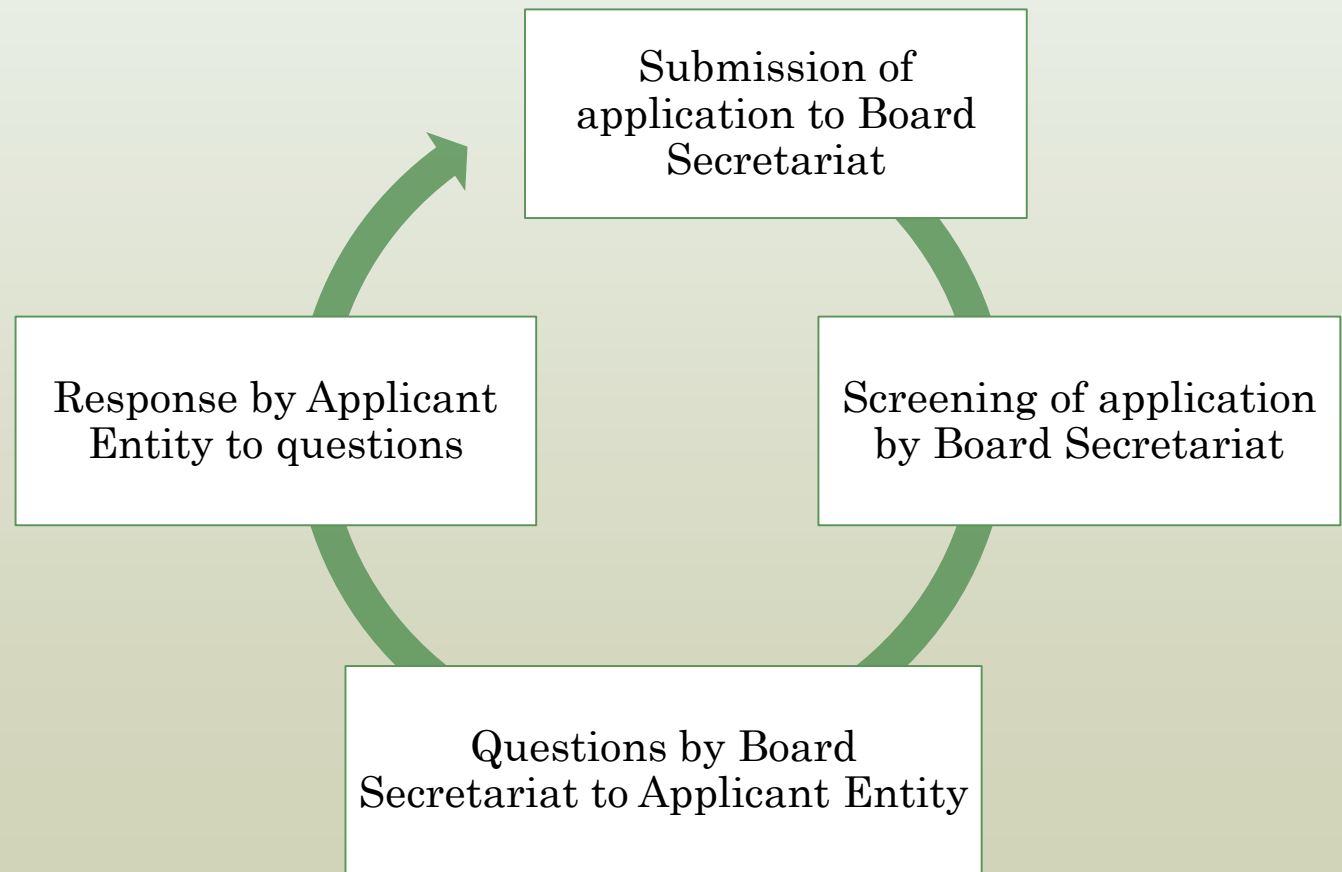 Submission of
application to Board
Secretariat
Screening of application
by Board Secretariat
Questions by Board
Secretariat to Applicant Entity
Response by Applicant
Entity to questions